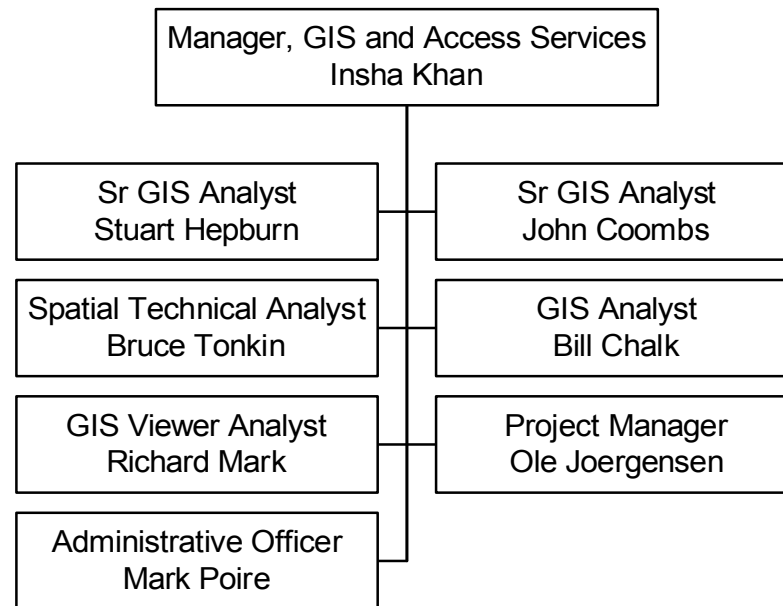 Manager, GIS and Access Services
Insha Khan
Sr GIS Analyst
Stuart Hepburn
Sr GIS Analyst
John Coombs
Spatial Technical Analyst
Bruce Tonkin
GIS Analyst
Bill Chalk
GIS Viewer Analyst
Richard Mark
Project Manager
Ole Joergensen
Administrative Officer
Mark Poire